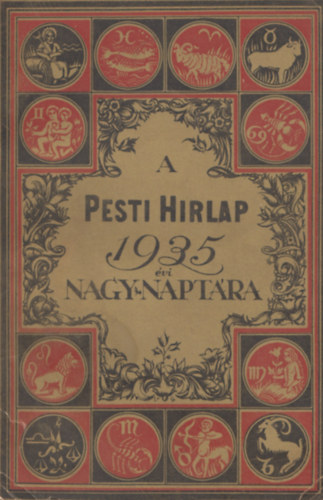 A
PESTI HIRLAP
1935
évi
NAGY-NAPTÁRA